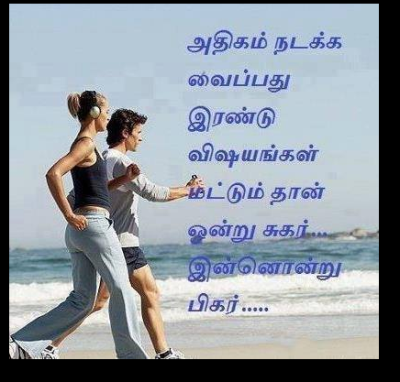 அதிகம் நடக்க
வைப்பது
இரண்டு
விஷயங்கள்
மட்டும் தான்
ஒன்று சுகர்...
இன்னொன்று
பிகர்.....